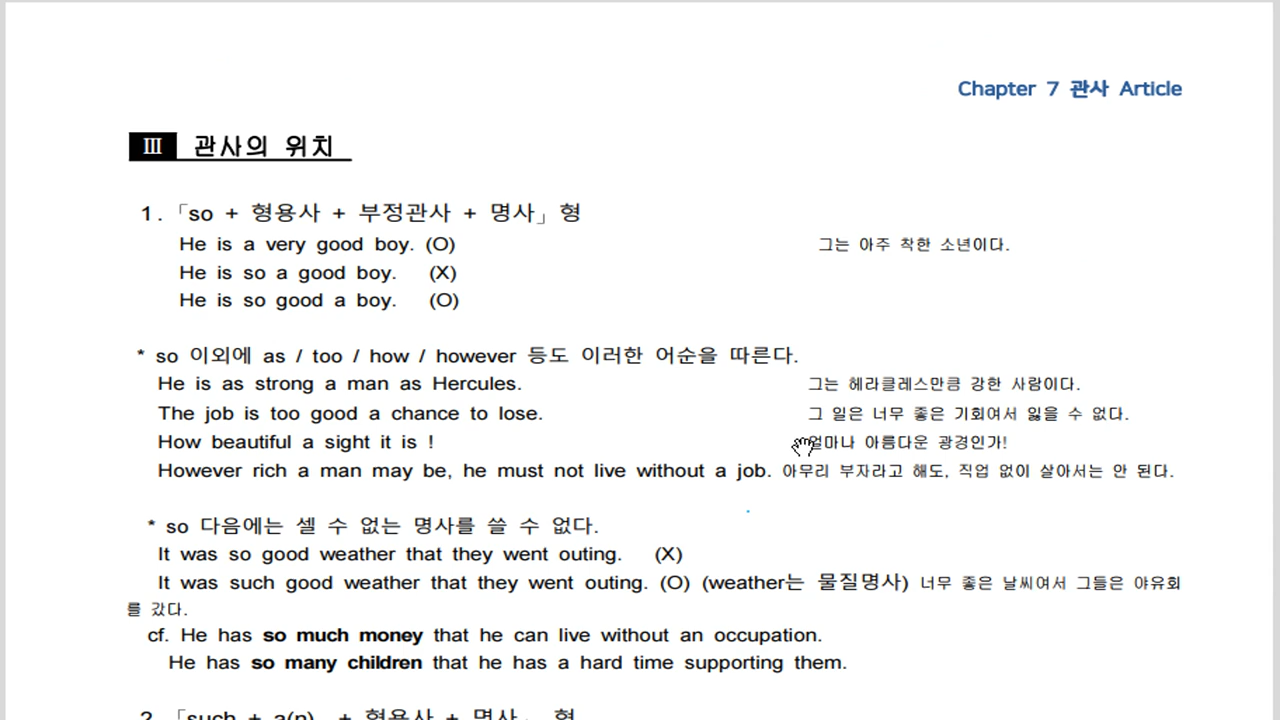 Chapter 7 관사 Article
Ⅲ 관사의 위치
1.「so + 형용사 + 부정관사 + 명사」형
He is a very good boy. (O) 그는 아주 착한 소년이다.
He is so a good boy. (X)
He is so good a boy. (O)
* so 이외에 as / too / how / however 등도 이러한 어순을 따른다.
He is as strong a man as Hercules. 그는 헤라클레스만큼 강한 사람이다.
The job is too good a chance to lose. 그 일은 너무 좋은 기회여서 잃을 수 없다.
How beautiful a sight it is ! 얼마나 아름다운 광경인가!
However rich a man may be, he must not live without a job. 아무리 부자라고 해도, 직업 없이 살아서는 안 된다.
* so 다음에는 셀 수 없는 명사를 쓸 수 없다.
It was so good weather that they went outing. (X)
It was such good weather that they went outing. (O) (weather는 물질명사) 너무 좋은 날씨여서 그들은 야유회
를 갔다.
cf. He has so much money that he can live without an occupation.
He has so many children that he has a hard time supporting them.
2.「such + a(n) + 형용사 + 명사」 형